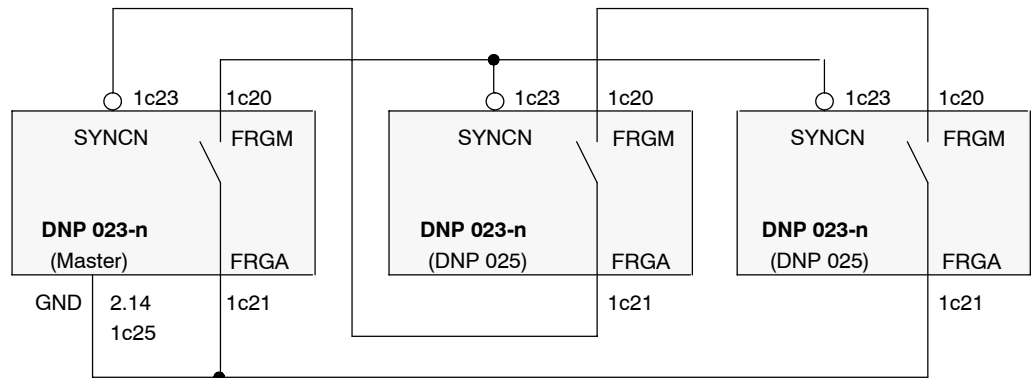 1c23 1c20 1c23 1c20 1c23 1c20
SYNCN FRGM SYNCN FRGM SYNCN FRGM
DNP 023-n DNP 023-n DNP 023-n
(Master) FRGA (DNP 025) FRGA (DNP 025) FRGA
GND 2.14 1c21 1c21 1c21
1c25